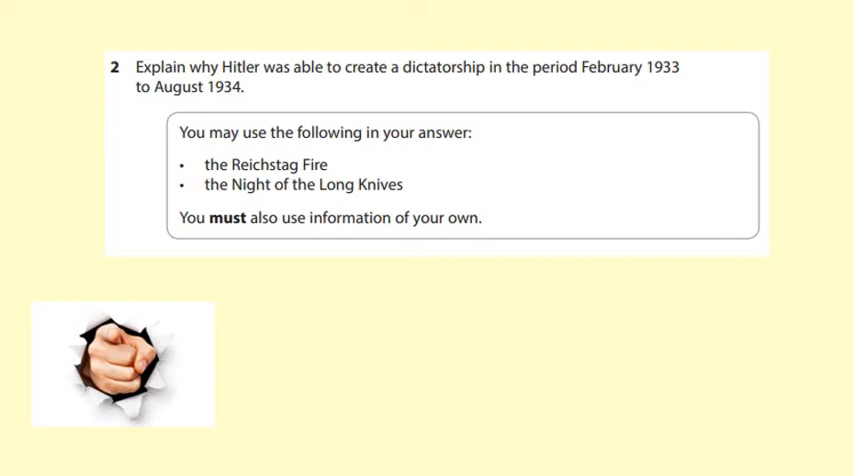 2 Explain why Hitler was able to create a dictatorship in the period February 1933
to August 1934.
You may use the following in your answer:
• the Reichstag Fire
• the Night of the Long Knives
You must also use information of your own.